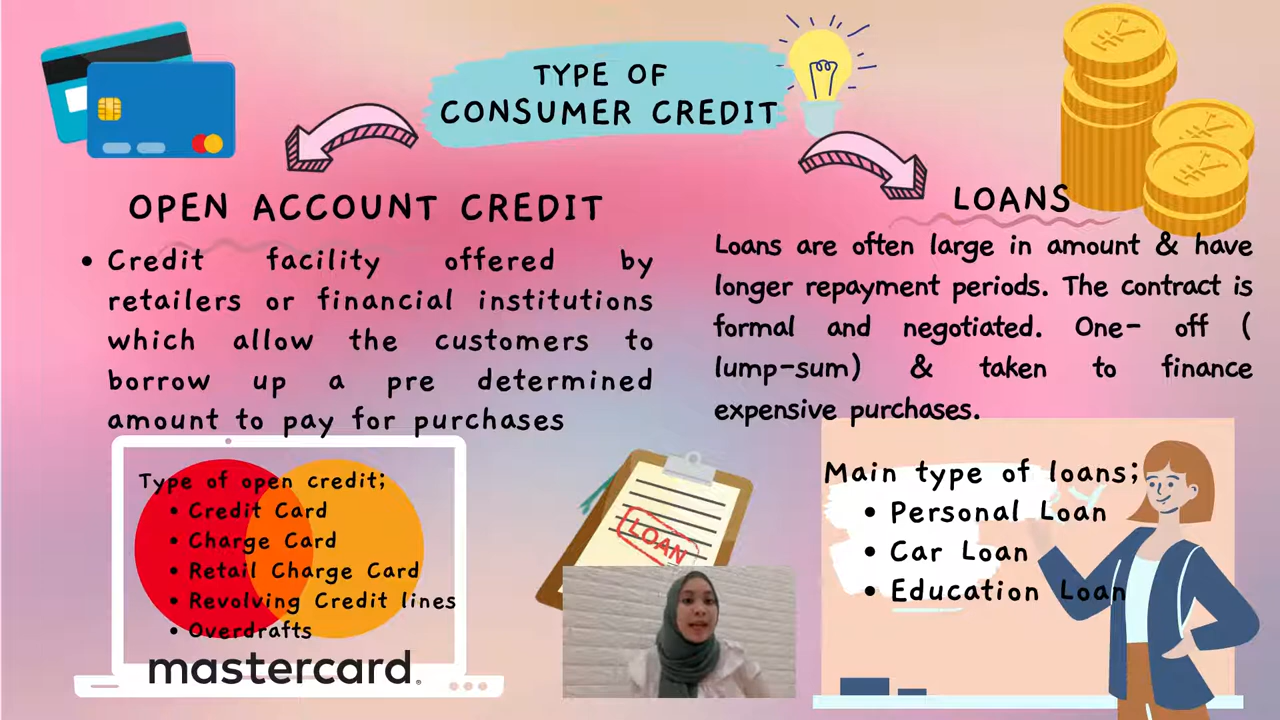 TYPE OF
CONSUMER CREDIT
OPEN ACCOUNT CREDIT
• Credit facility offered by
retailers or financial institutions
which allow the customers to
borrow up a pre determined
amount to pay for purchases
Type of open credit;
• Credit Card
• Charge Card
• Retail Charge Card
• Revolving Credit lines
• Overdrafts
mastercard.
LOANS
Loans are often large in amount & have
longer repayment periods. The contract is
formal and negotiated. One- off (
lump-sum) & taken to finance
expensive purchases.
LOAN
Main type of loans;
• Personal Loan
• Car Loan
• Education Loan